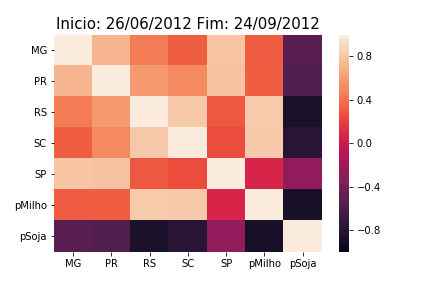 Inicio: 26/06/2012 Fim: 24/09/2012
MG
PR
RS
SC
SP
pMilho
pSoja
MG PR RS SC SP pMilho pSoja
0.8
0.4
0.0
−0.4
−0.8